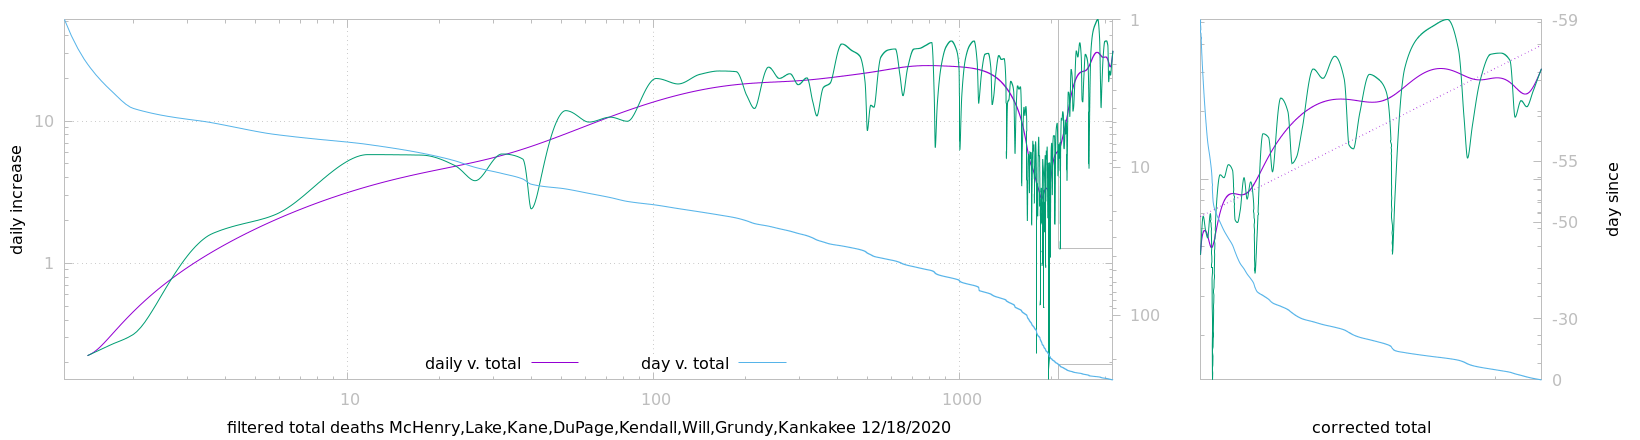 1
-59
10
daily increase
10
-55
day since
-50
1
100
-30
daily v. total
day v. total
0
10
100
1000
filtered total deaths McHenry,Lake,Kane,DuPage,Kendall,Will,Grundy,Kankakee 12/18/2020
corrected total